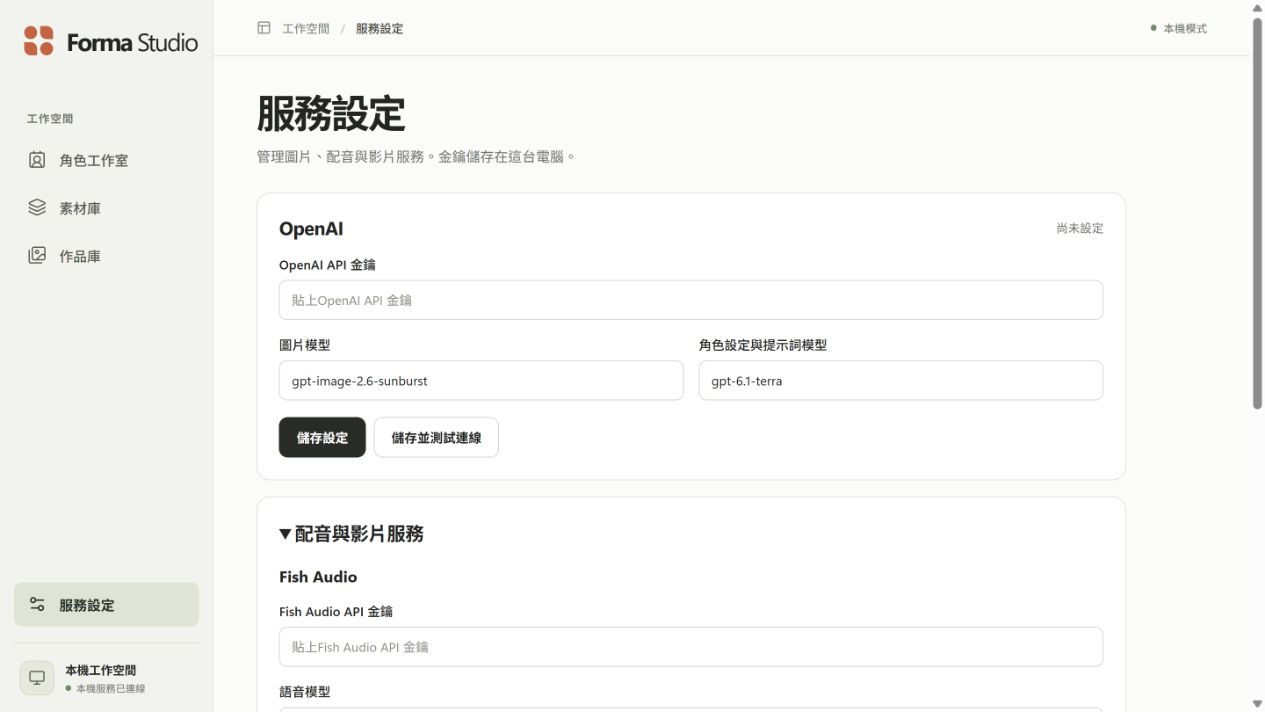 Forma Studio
工作空間
角色工作室
素材庫
作品庫
服務設定
本機工作空間
本機服務已連線
工作空間 / 服務設定
本機模式
服務設定
管理圖片、配音與影片服務。金鑰儲存在這台電腦。
OpenAI
尚未設定
OpenAI API 金鑰
貼上OpenAI API 金鑰
圖片模型
角色設定與提示詞模型
gpt-image-2.6-sunburst
gpt-6.1-terra
儲存設定
儲存並測試連線
▼配音與影片服務
Fish Audio
Fish Audio API 金鑰
貼上Fish Audio API 金鑰
語音模型